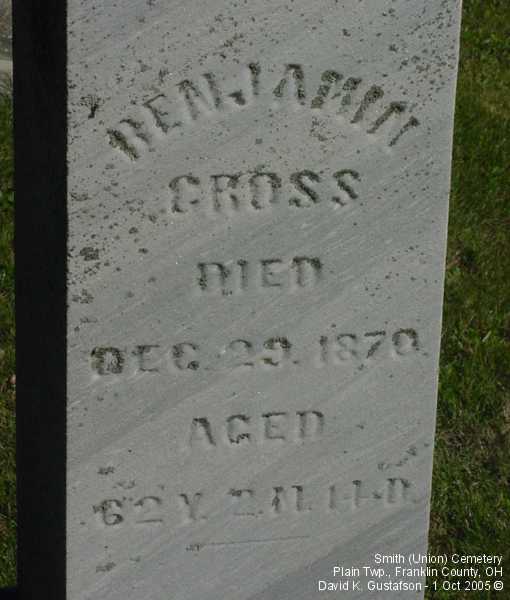 BENJAMIN
CROSS
DIED
DEC. 29. 1870.
AGED
62 Y. 2 M. 11 D.
Smith (Union) Cemetery
Plain Twp., Franklin County, OH
David K. Gustafson - 1 Oct 2005 ©